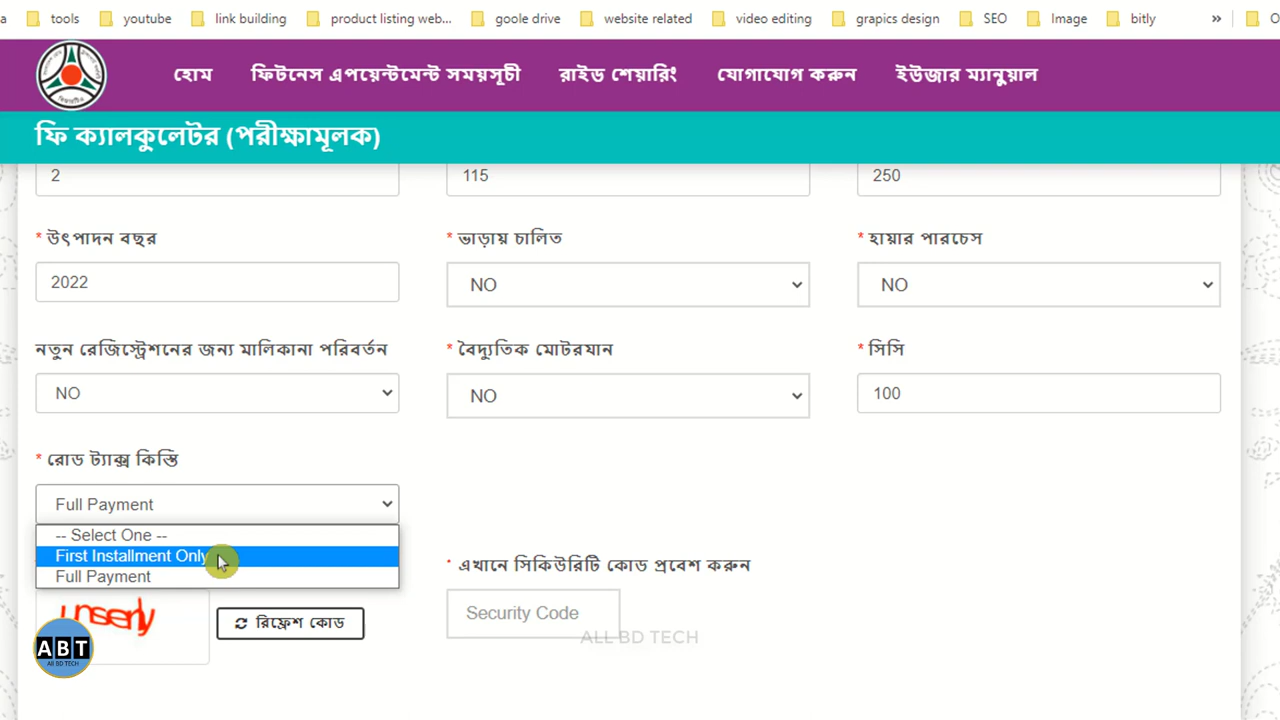 a tools youtube link building product listing web... goole drive website related video editing grapics design SEO Image bitly »
হোম ফিটনেস এপয়েন্টমেন্ট সময়সূচী রাইড শেয়ারিং যোগাযোগ করুন ইউজার ম্যানুয়াল
ফি ক্যালকুলেটর (পরীক্ষামূলক)
2 115 250
* উৎপাদন বছর * ভাড়ায় চালিত * হায়ার পারচেস
2022 NO NO
নতুন রেজিস্ট্রেশনের জন্য মালিকানা পরিবর্তন * বৈদ্যুতিক মোটরযান * সিসি
NO NO 100
* রোড ট্যাক্স কিস্তি
Full Payment
-- Select One --
First Installment Only
Full Payment
* এখানে সিকিউরিটি কোড প্রবেশ করুন
রিফ্রেশ কোড Security Code
ALL BD TECH
ABT
All BD TECH